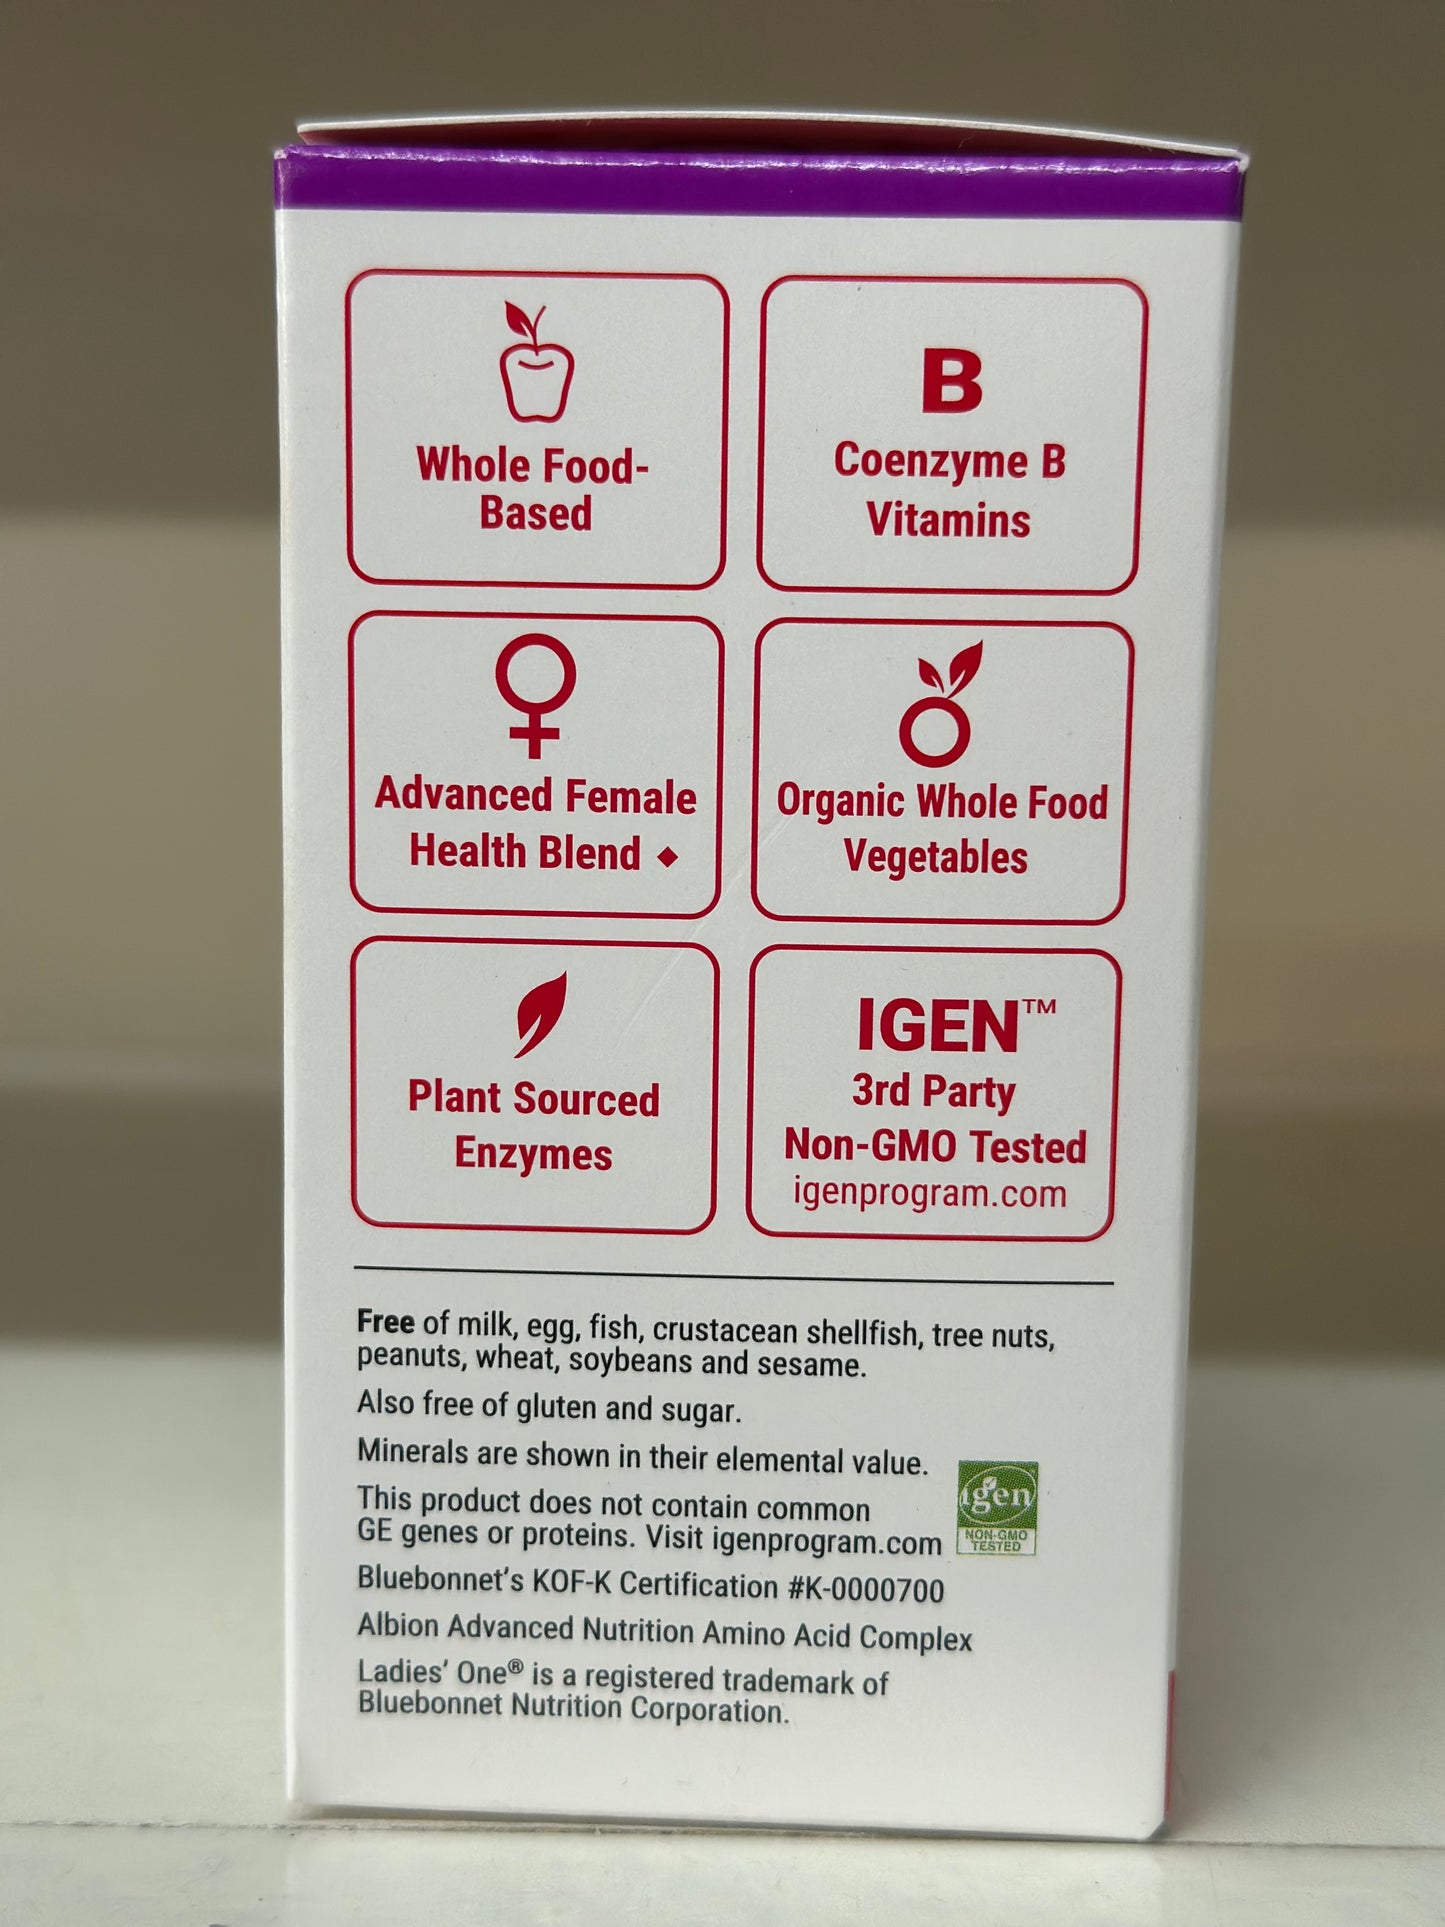 Whole Food-
Based
B
Coenzyme B
Vitamins
Advanced Female
Health Blend ◆
Organic Whole Food
Vegetables
Plant Sourced
Enzymes
IGEN™
3rd Party
Non-GMO Tested
igenprogram.com
Free of milk, egg, fish, crustacean shellfish, tree nuts,
peanuts, wheat, soybeans and sesame.
Also free of gluten and sugar.
Minerals are shown in their elemental value.
This product does not contain common
GE genes or proteins. Visit igenprogram.com
igen
NON-GMO
TESTED
Bluebonnet’s KOF-K Certification #K-0000700
Albion Advanced Nutrition Amino Acid Complex
Ladies’ One® is a registered trademark of
Bluebonnet Nutrition Corporation.